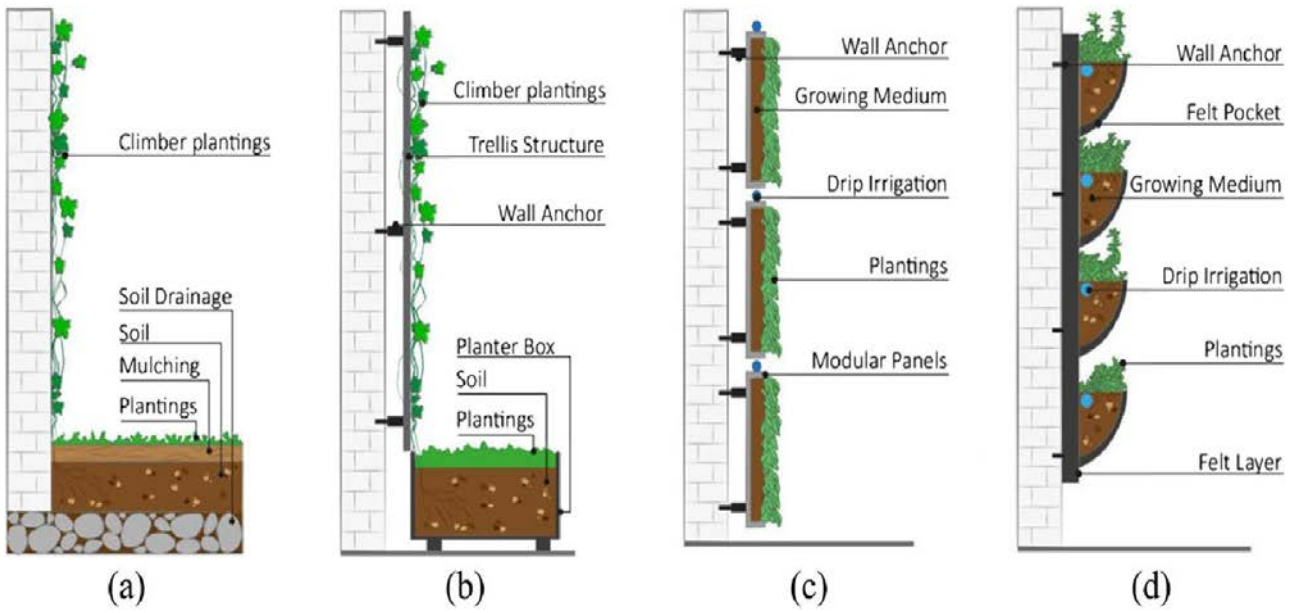 Climber plantings
Soil Drainage
Soil
Mulching
Plantings
(a)
Climber plantings
Trellis Structure
Wall Anchor
Planter Box
Soil
Plantings
(b)
Wall Anchor
Growing Medium
Drip Irrigation
Plantings
Modular Panels
(c)
Wall Anchor
Felt Pocket
Growing Medium
Drip Irrigation
Plantings
Felt Layer
(d)